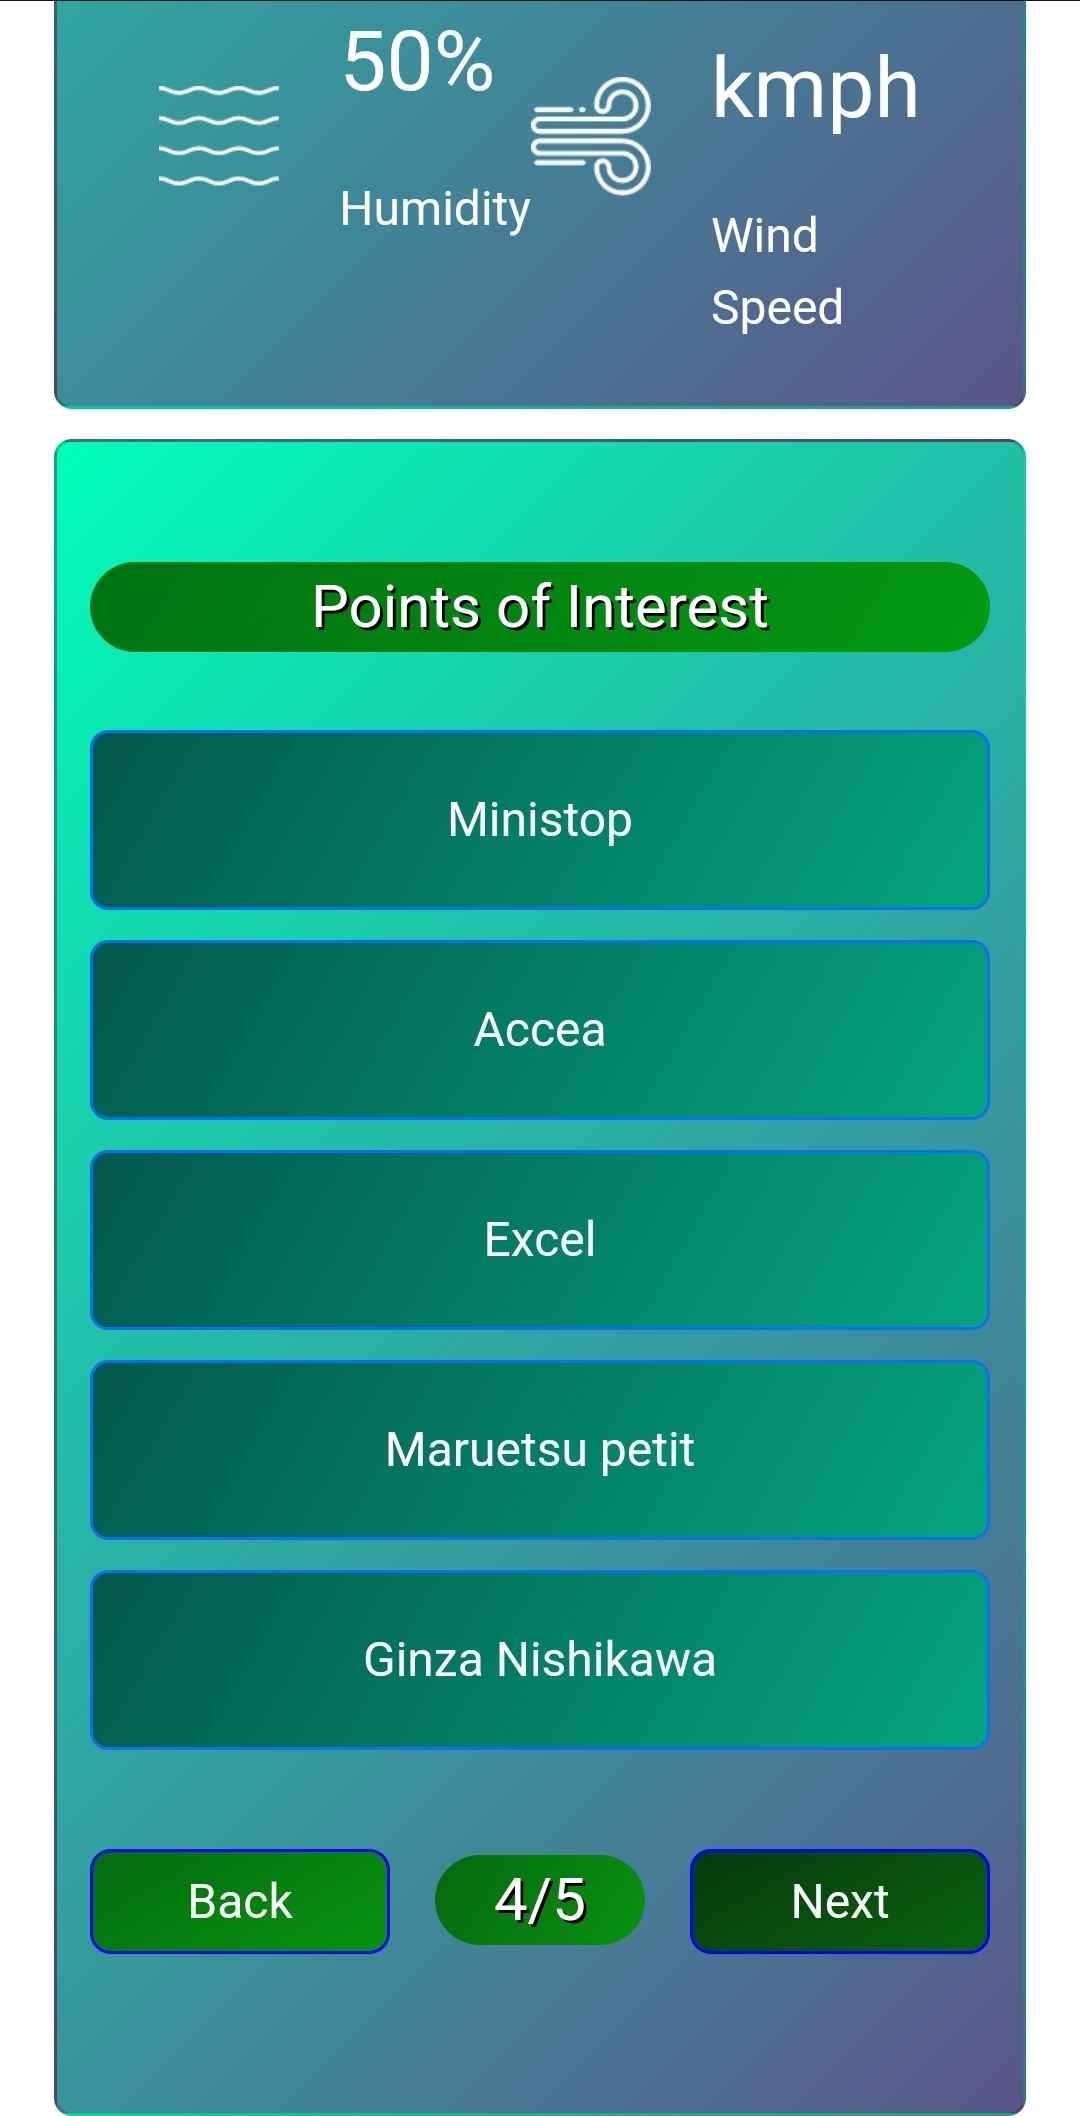 50%
Humidity
kmph
Wind
Speed
Points of Interest
Ministop
Accea
Excel
Maruetsu petit
Ginza Nishikawa
Back
4/5
Next